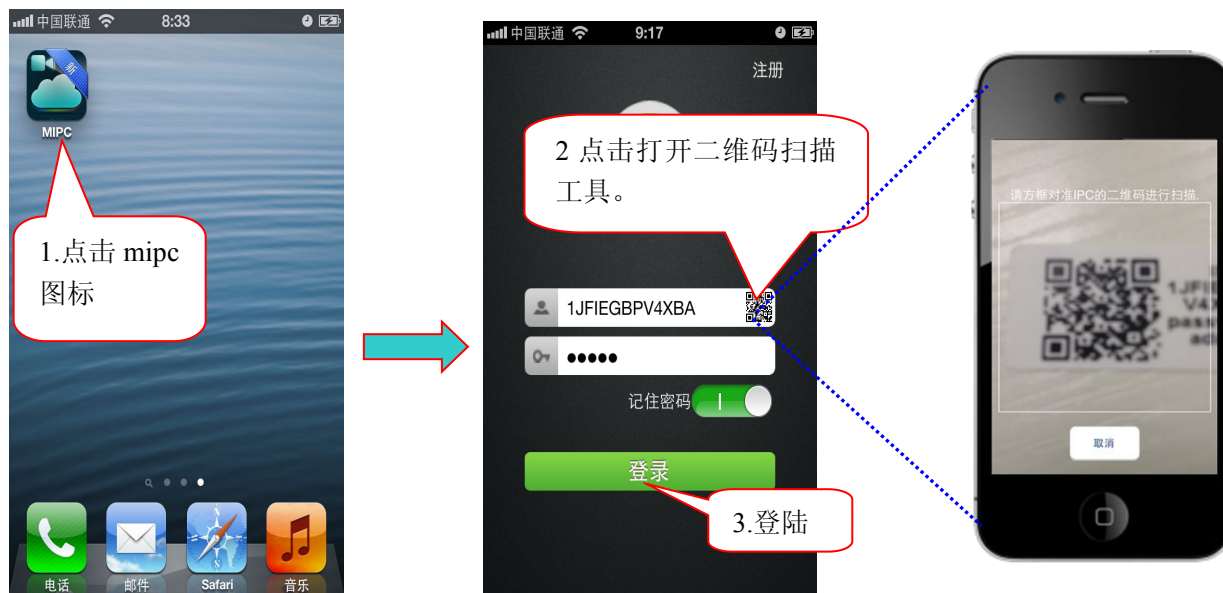 中国联通
8:33
新
MIPC
1.点击 mipc
图标
电话
邮件
Safari
音乐
中国联通
9:17
注册
2 点击打开二维码扫描
工具。
1JFIEGBPV4XBA
记住密码
登录
3.登陆
请方框对准IPC的二维码进行扫描.
取消